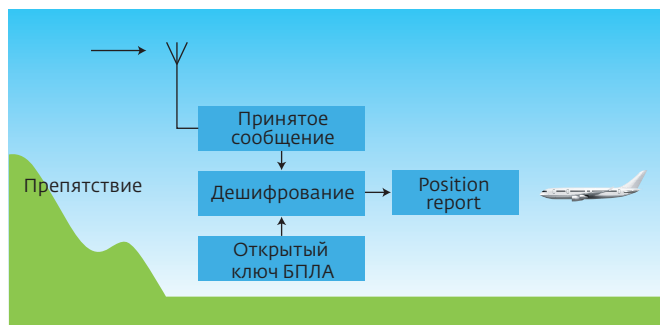 Принятое
сообщение
Препятствие
Дешифрование
Position
report
Открытый
ключ БПЛА